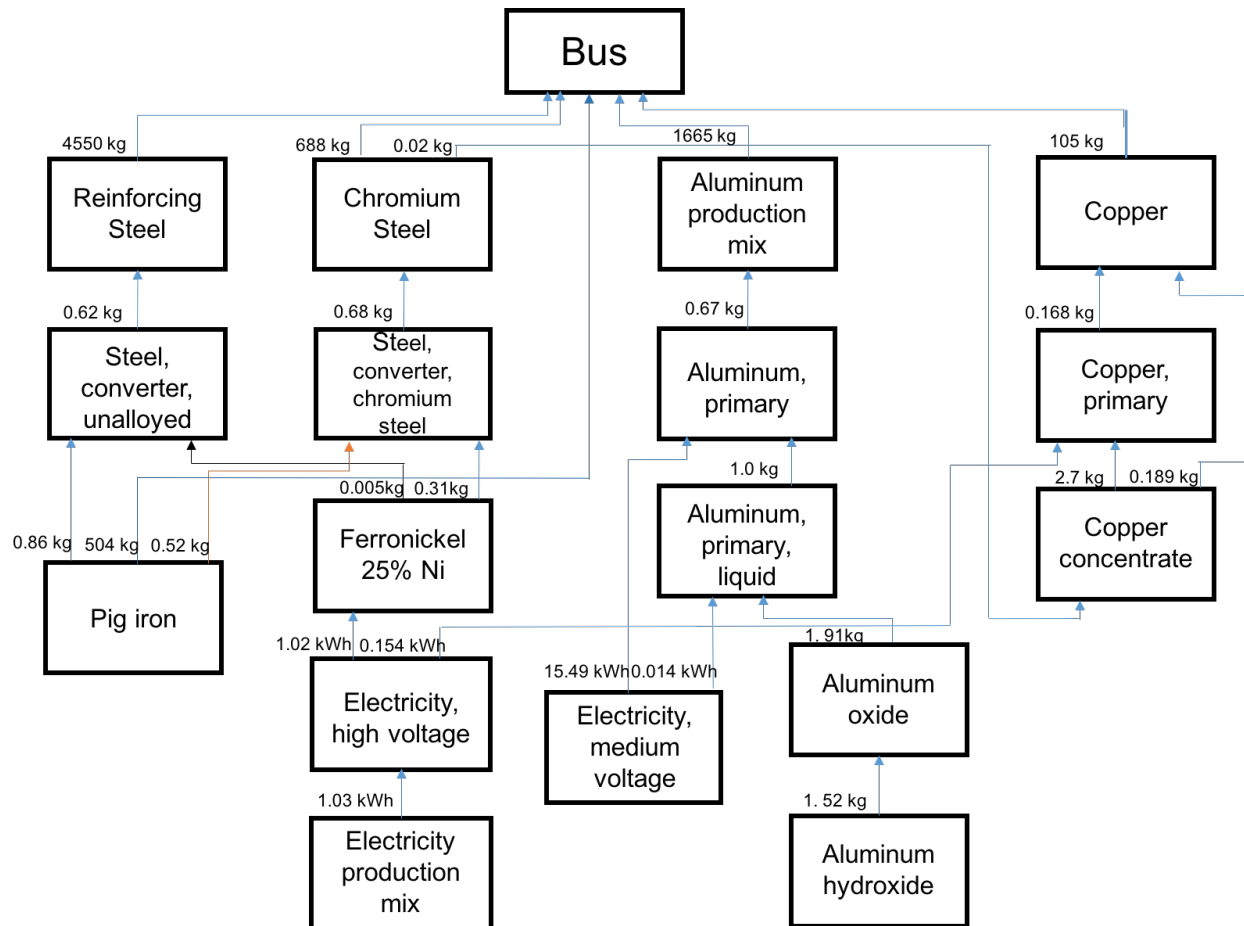 Bus
4550 kg
688 kg
0.02 kg
1665 kg
105 kg
Reinforcing
Steel
Chromium
Steel
Aluminum
production
mix
Copper
0.62 kg
0.68 kg
0.67 kg
0.168 kg
Steel,
converter,
unalloyed
Steel,
converter,
chromium
steel
Aluminum,
primary
Copper,
primary
0.005kg
0.31kg
1.0 kg
2.7 kg
0.189 kg
0.86 kg
504 kg
0.52 kg
Pig iron
Ferronickel
25% Ni
Aluminum,
primary,
liquid
Copper
concentrate
1.02 kWh
0.154 kWh
15.49 kWh
0.014 kWh
1. 91kg
Electricity,
high voltage
Electricity,
medium
voltage
Aluminum
oxide
1.03 kWh
1. 52 kg
Electricity
production
mix
Aluminum
hydroxide